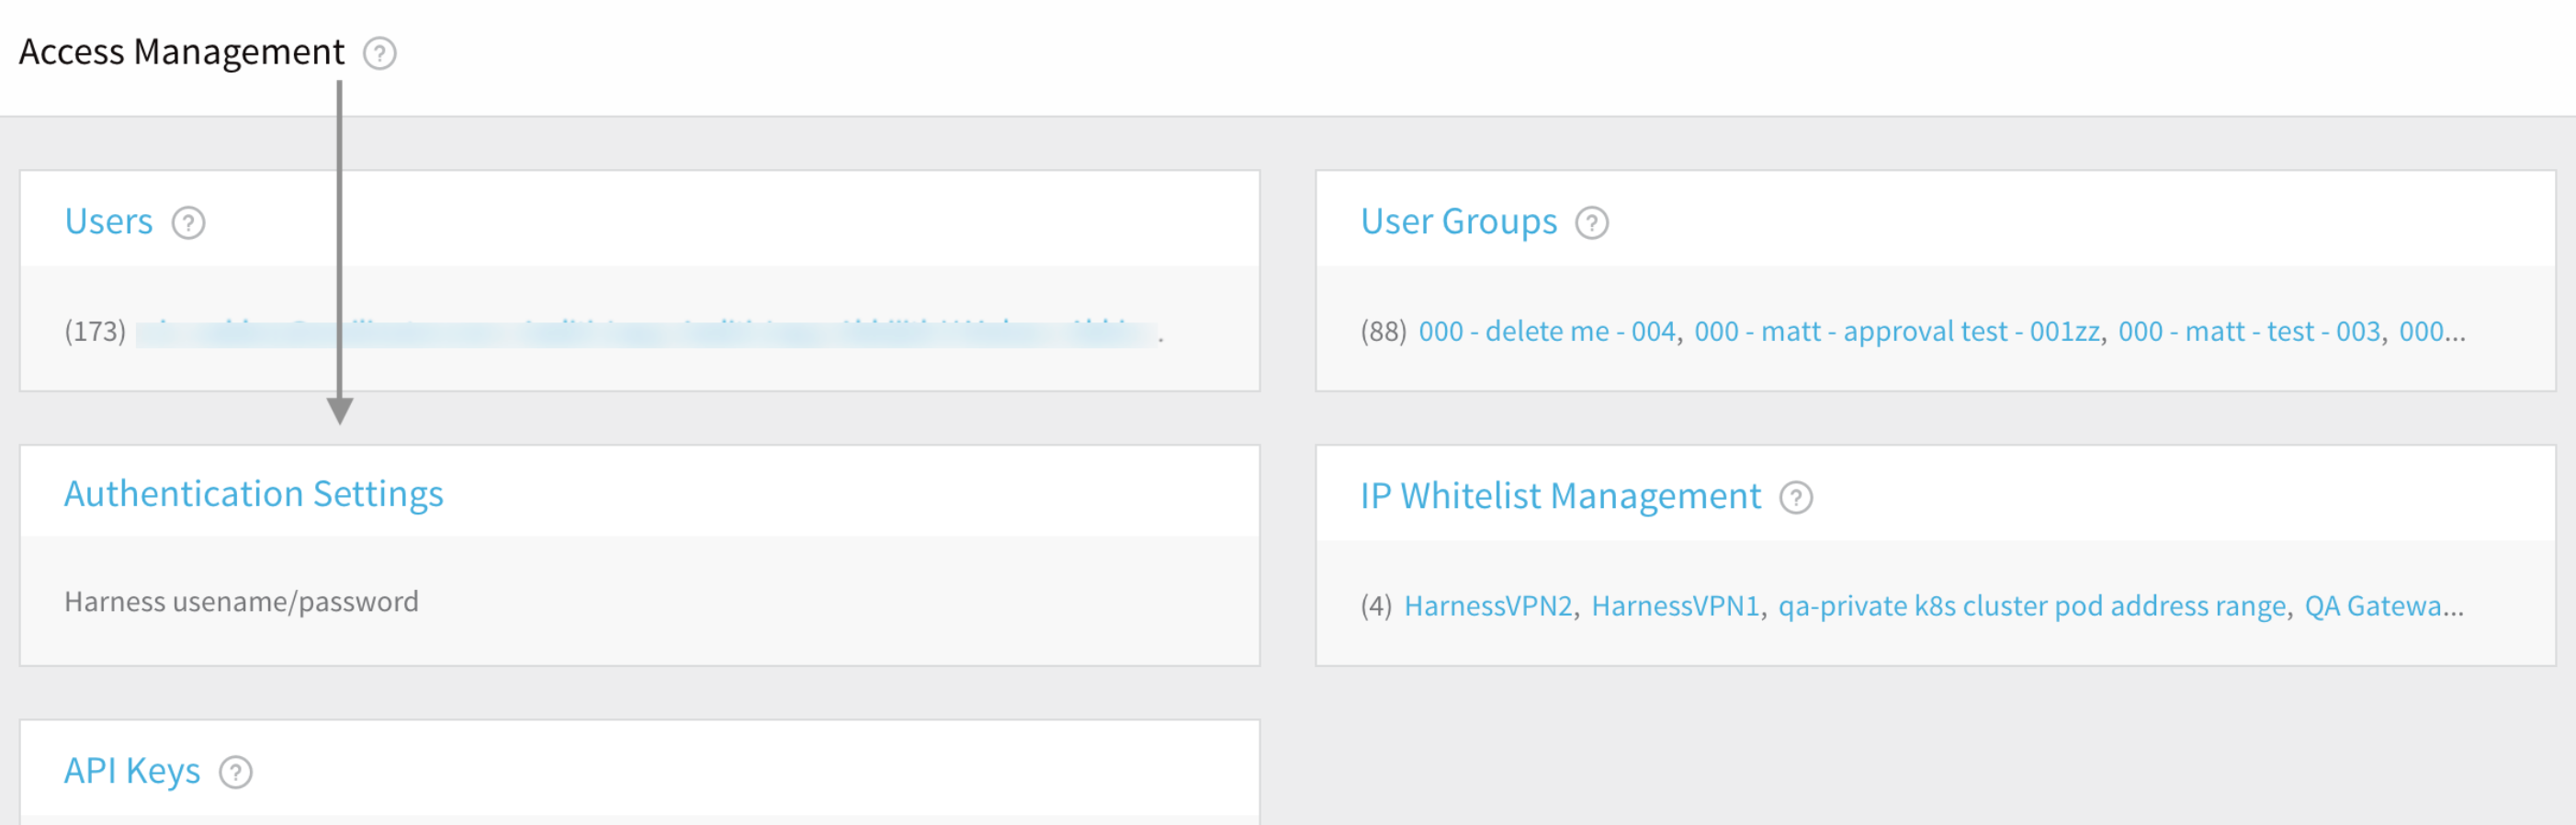 Access Management
Users
(173)
User Groups
(88) 000 - delete me - 004, 000 - matt - approval test - 001zz, 000 - matt - test - 003, 000...
Authentication Settings
Harness usename/password
IP Whitelist Management
(4) HarnessVPN2, HarnessVPN1, qa-private k8s cluster pod address range, QA Gatewa...
API Keys